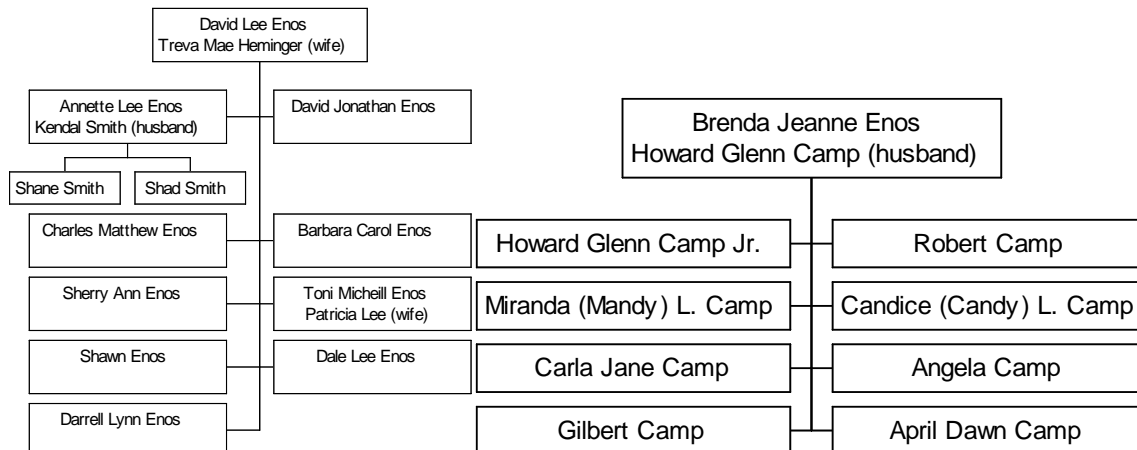 David Lee Enos
Treva Mae Heminger (wife)
Annette Lee Enos
Kendal Smith (husband)
David Jonathan Enos
Shane Smith
Shad Smith
Charles Matthew Enos
Barbara Carol Enos
Sherry Ann Enos
Toni Micheill Enos
Patricia Lee (wife)
Shawn Enos
Dale Lee Enos
Darrell Lynn Enos
Brenda Jeanne Enos
Howard Glenn Camp (husband)
Howard Glenn Camp Jr.
Robert Camp
Miranda (Mandy) L. Camp
Candice (Candy) L. Camp
Carla Jane Camp
Angela Camp
Gilbert Camp
April Dawn Camp